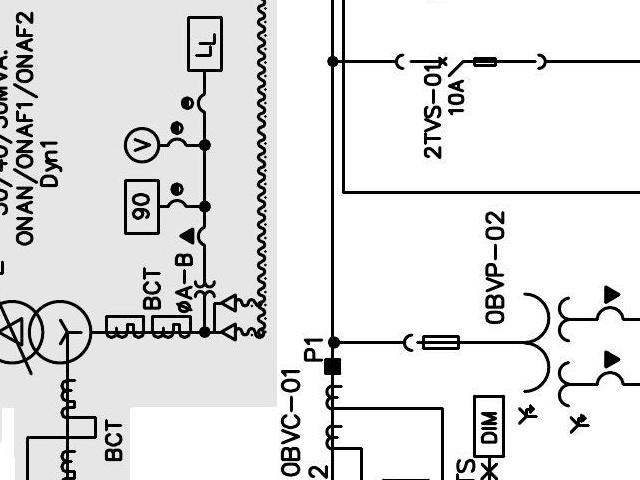 30/40/50MVA.
ONAN/ONAF1/ONAF2
Dyn1
V
90
BCT
øA-B
BCT
2TVS-01
10A
0BVP-02
P1
0BVC-01
2
DIM
TS